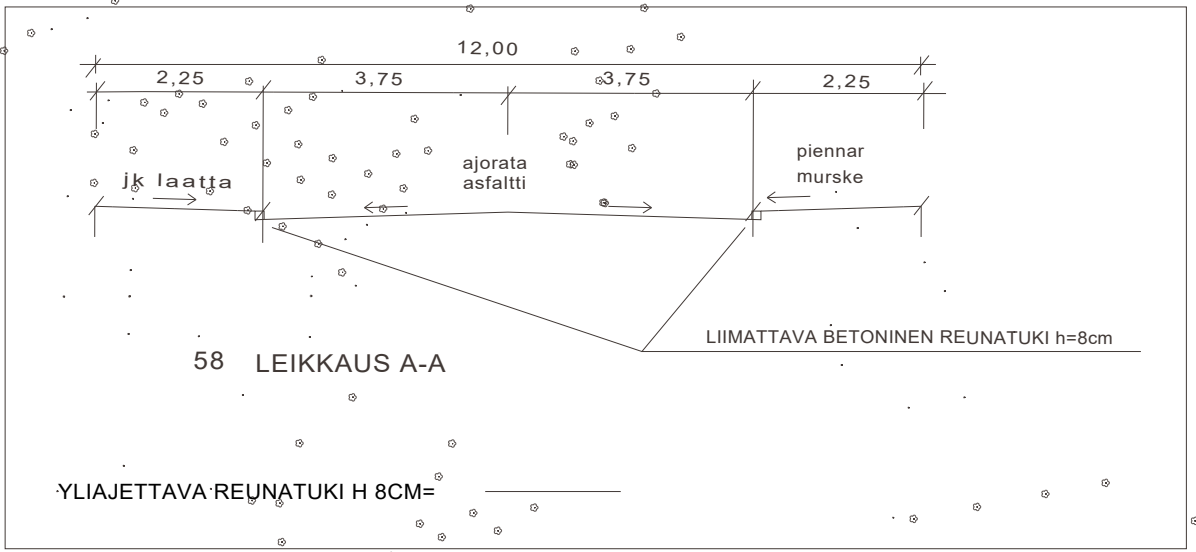 12,00
2,25 3,75 3,75 2,25
jk laatta
ajorata
asfaltti
piennar
murske
LIIMATTAVA BETONINEN REUNATUKI h=8cm
58 LEIKKAUS A-A
YLIAJETTAVA REUNATUKI H 8CM=